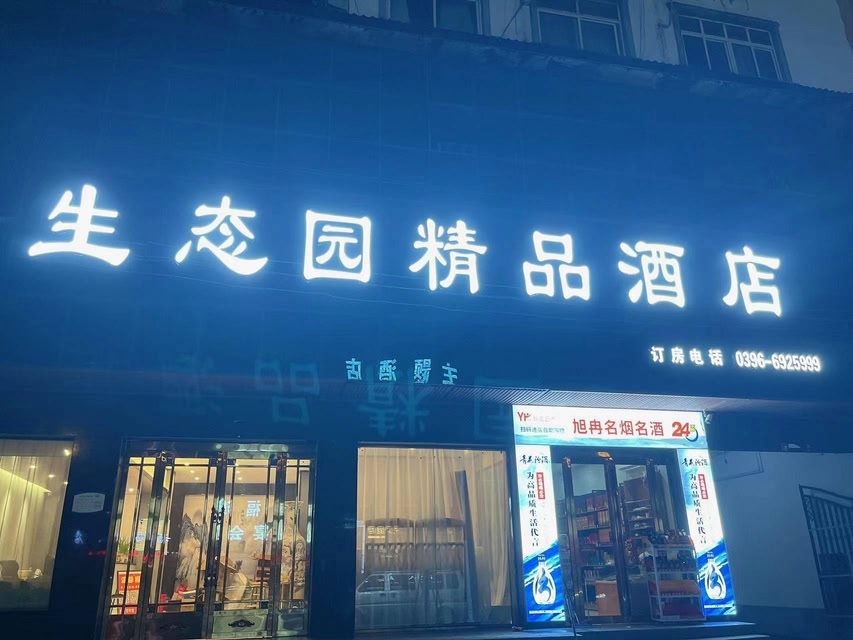 生态园精品酒店
订房电话 0396-6925999
主题酒店
YP
旭冉名烟名酒 24
为高品质生活代言
为高品质生活代言